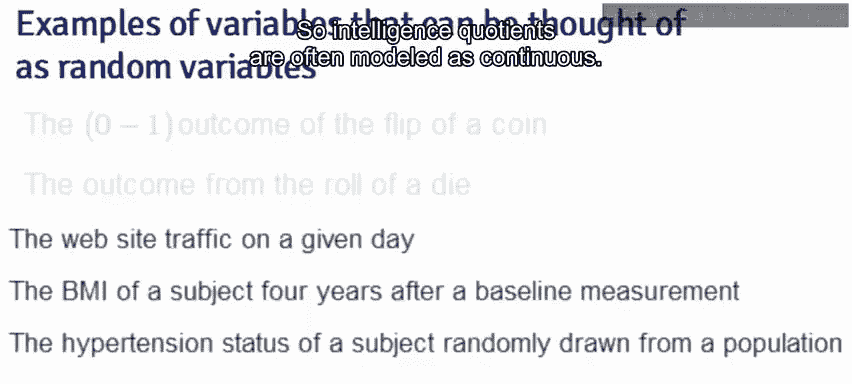 Examples of variables that can be thought of
So intelligence quotients
as random variables
are often modeled as continuous.
The (0 – 1) outcome of the flip of a coin
The outcome from the roll of a die
The web site traffic on a given day
The BMI of a subject four years after a baseline measurement
The hypertension status of a subject randomly drawn from a population